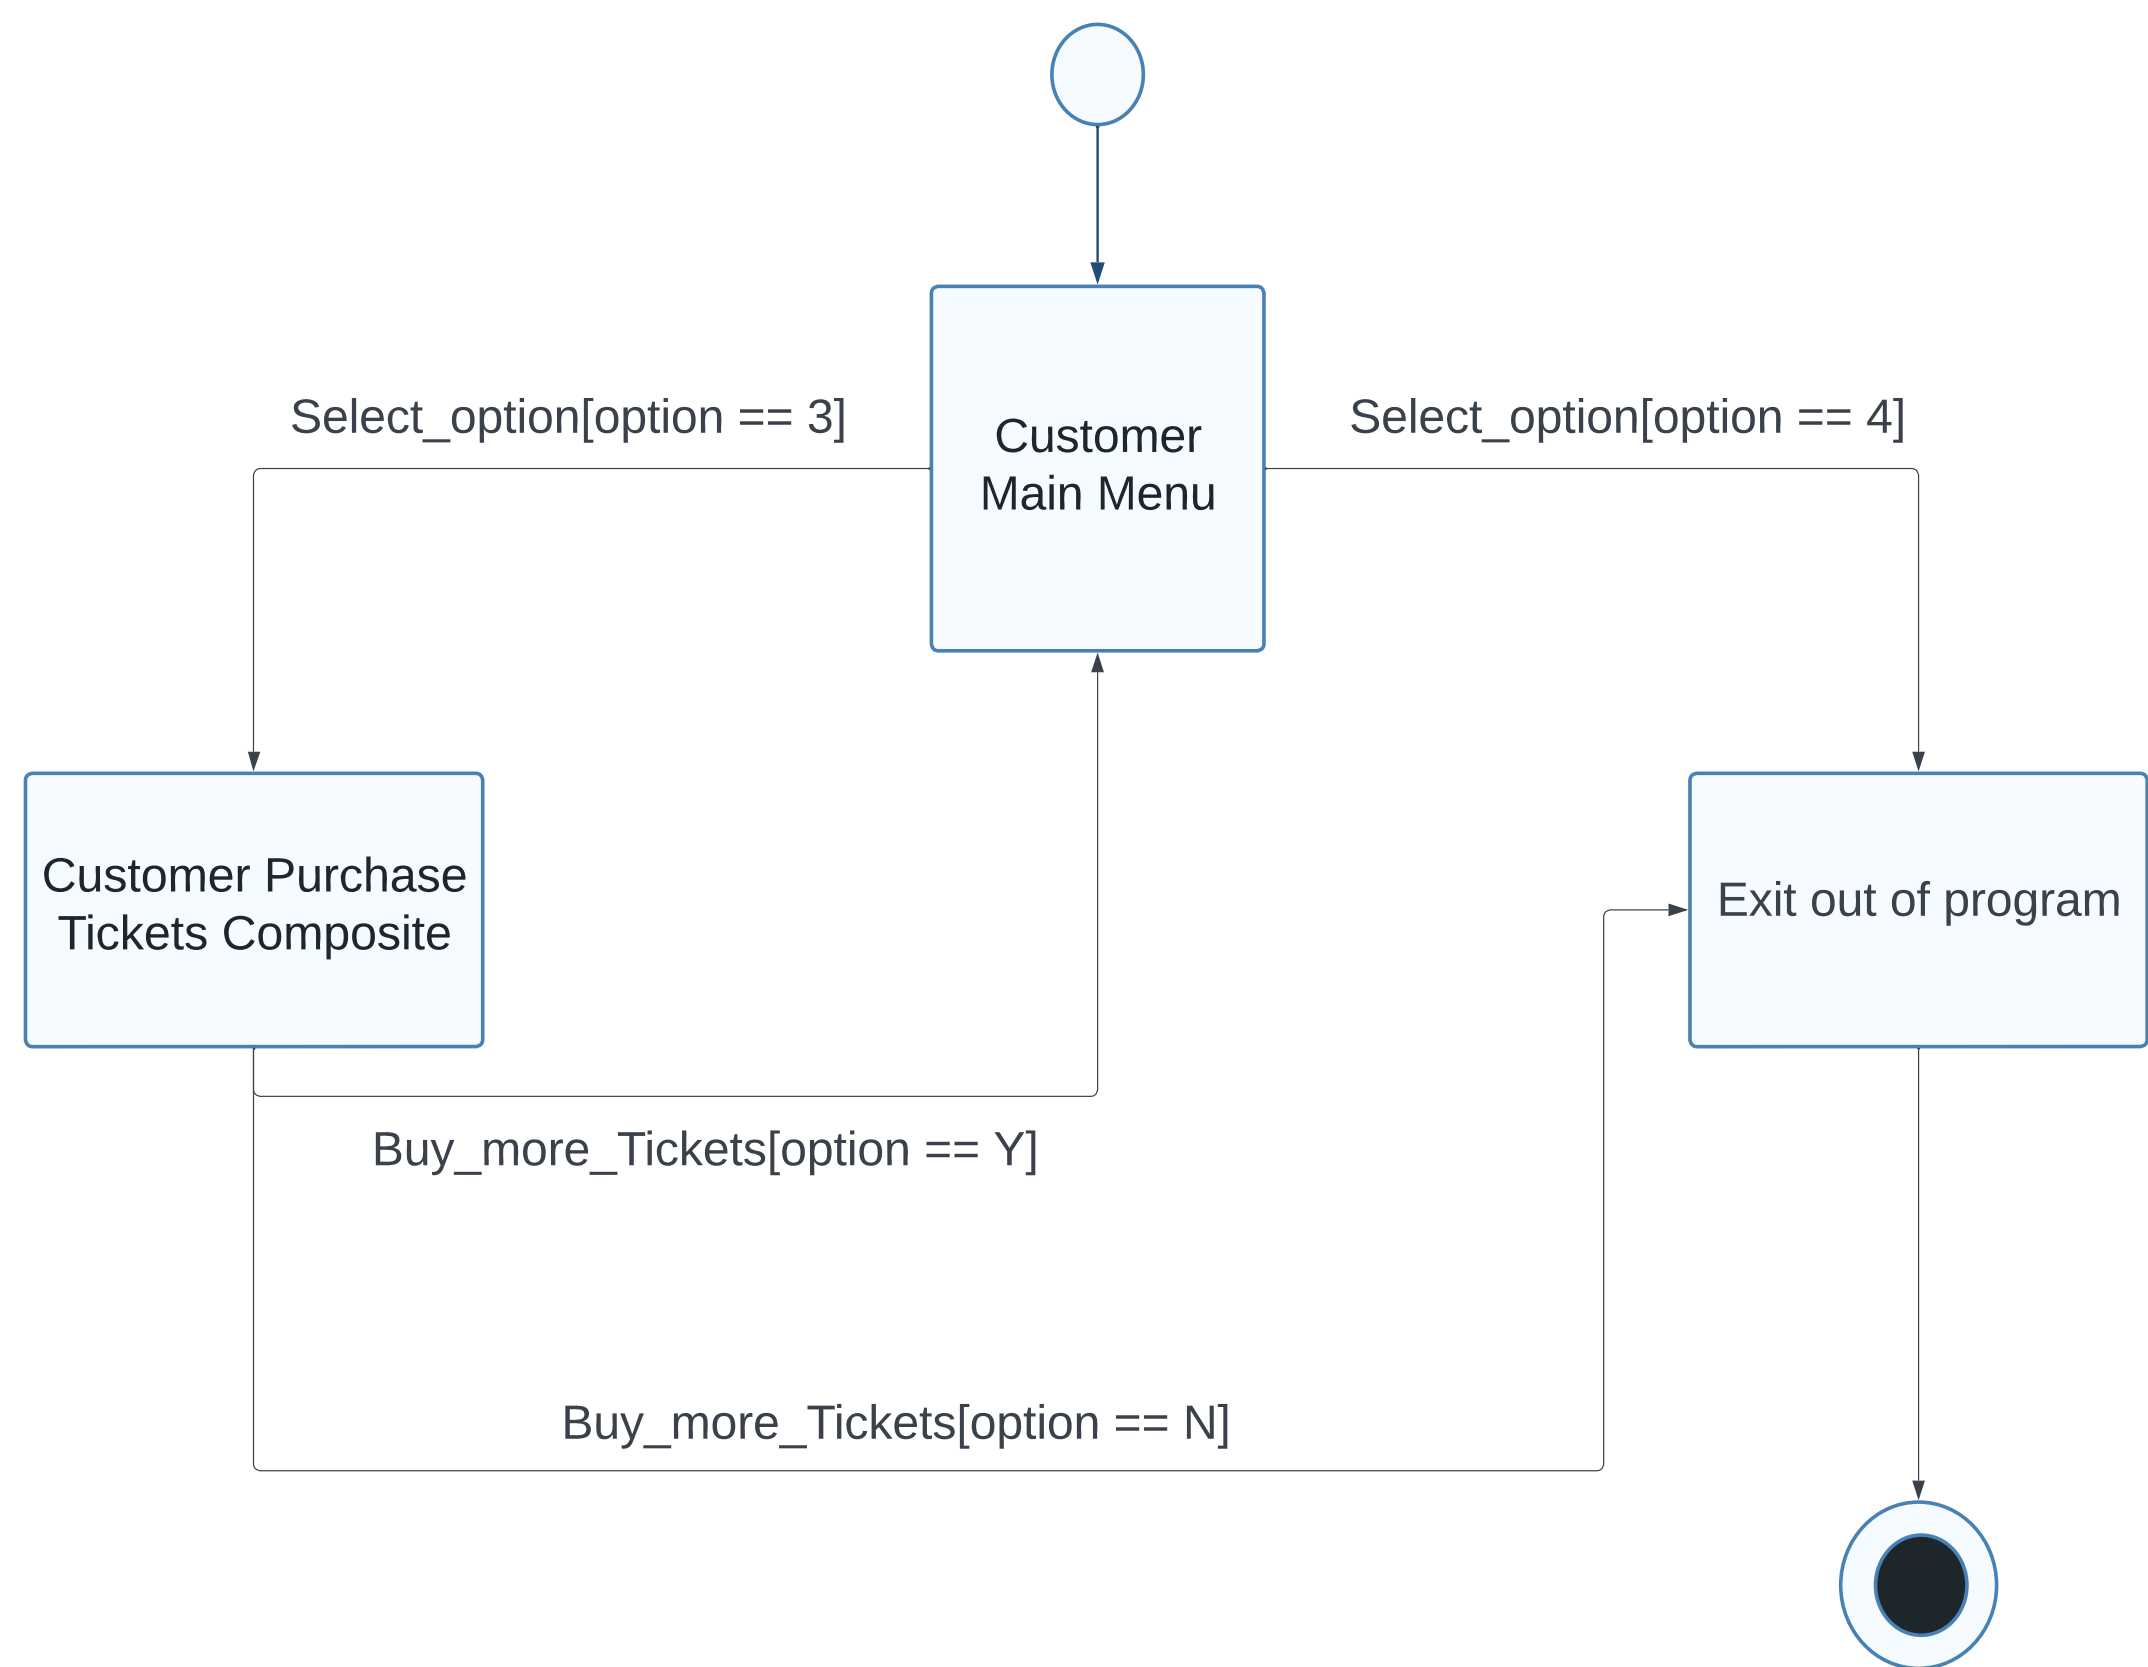 Select_option[option == 3]
Customer
Main Menu
Select_option[option == 4]
Customer Purchase
Tickets Composite
Exit out of program
Buy_more_Tickets[option == Y]
Buy_more_Tickets[option == N]